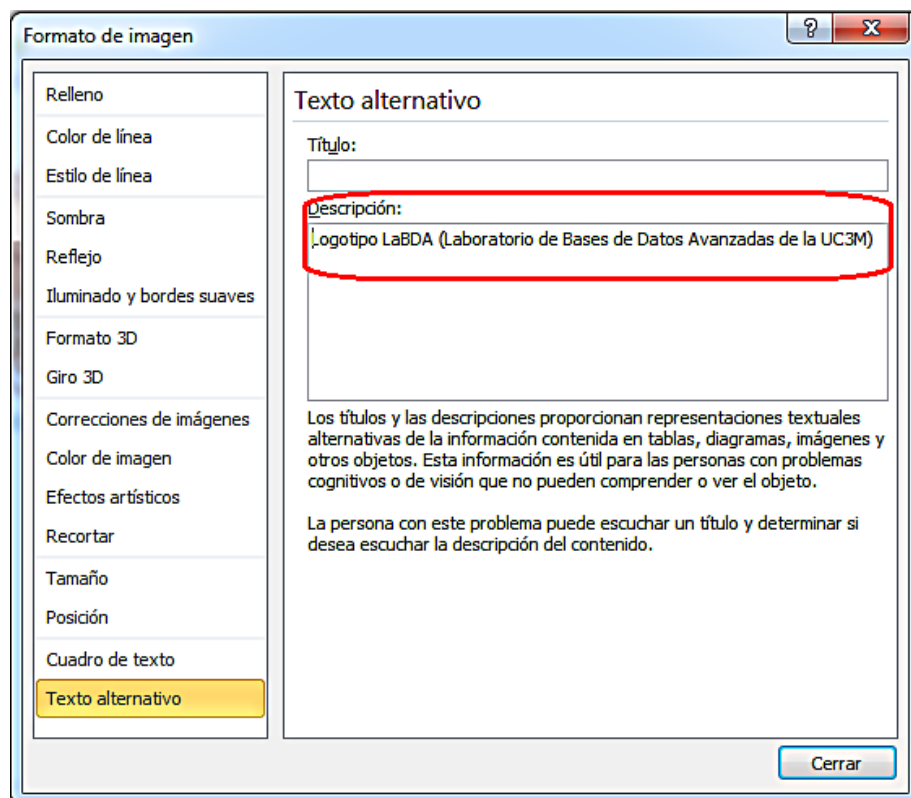 Formato de imagen
Relleno
Color de línea
Estilo de línea
Sombra
Reflejo
Iluminado y bordes suaves
Formato 3D
Giro 3D
Correcciones de imágenes
Color de imagen
Efectos artísticos
Recortar
Tamaño
Posición
Cuadro de texto
Texto alternativo
Texto alternativo
Título:
Descripción:
Logotipo LaBDA (Laboratorio de Bases de Datos Avanzadas de la UC3M)
Los títulos y las descripciones proporcionan representaciones textuales
alternativas de la información contenida en tablas, diagramas, imágenes y
otros objetos. Esta información es útil para las personas con problemas
cognitivos o de visión que no pueden comprender o ver el objeto.
La persona con este problema puede escuchar un título y determinar si
desea escuchar la descripción del contenido.
Cerrar